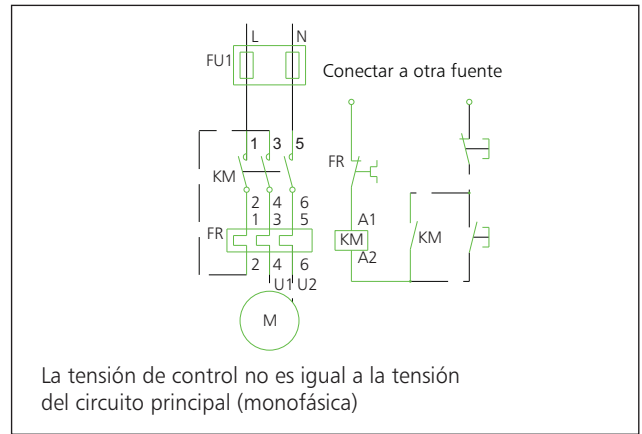 L N
FU1
Conectar a otra fuente
1 3 5
KM
FR
2 4 6
1 3 5
FR
A1
KM
A2
KM
2 4 6
U1 U2
M
La tensión de control no es igual a la tensión
del circuito principal (monofásica)